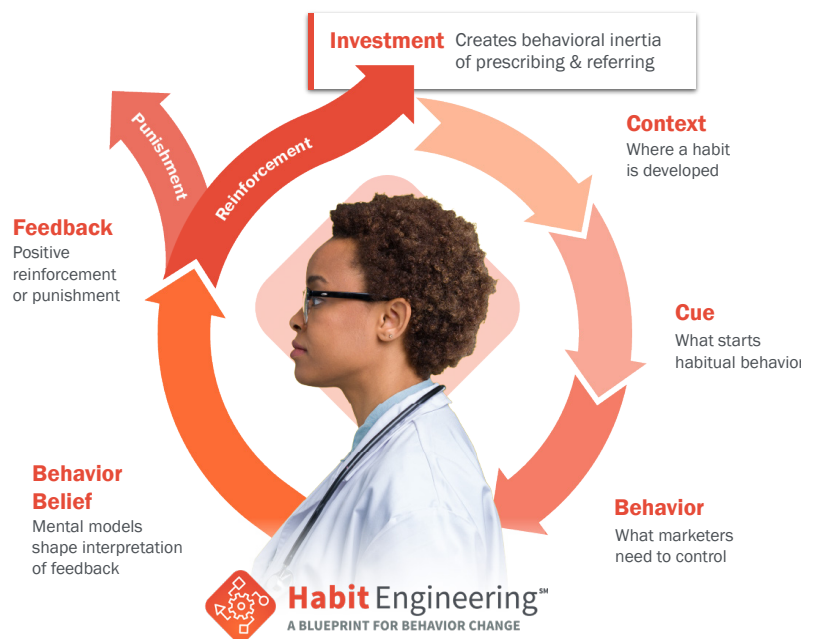 Investment Creates behavioral inertia
of prescribing & referring
Punishment
Reinforcement
Context
Where a habit
is developed
Feedback
Positive
reinforcement
or punishment
Cue
What starts
habitual behavior
Behavior
Belief
Mental models
shape interpretation
of feedback
Behavior
What marketers
need to control
Habit Engineering℠
A BLUEPRINT FOR BEHAVIOR CHANGE